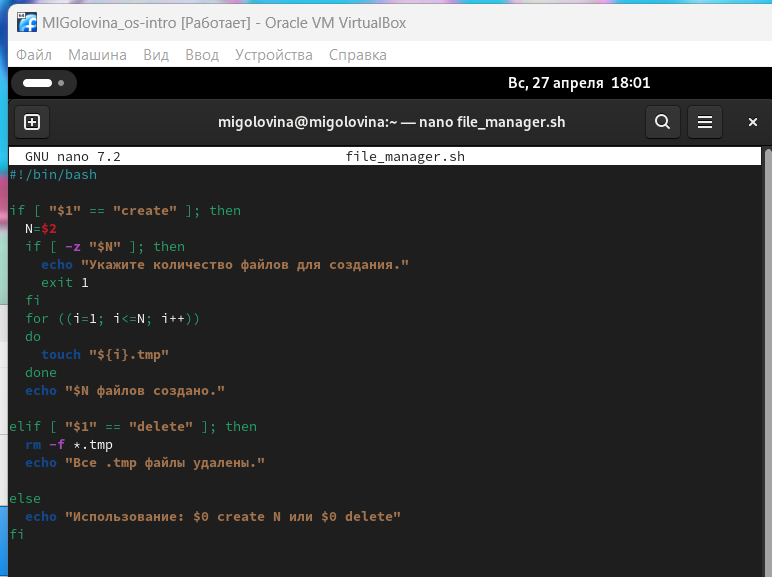 MIGolovina_os-intro [Работает] - Oracle VM VirtualBox
Файл Машина Вид Ввод Устройства Справка
Вс, 27 апреля 18:01
migolovina@migolovina:~ — nano file_manager.sh
GNU nano 7.2 file_manager.sh
#!/bin/bash
if [ "$1" == "create" ]; then
  N=$2
  if [ -z "$N" ]; then
    echo "Укажите количество файлов для создания."
    exit 1
  fi
  for ((i=1; i<=N; i++))
  do
    touch "${i}.tmp"
  done
  echo "$N файлов создано."
elif [ "$1" == "delete" ]; then
  rm -f *.tmp
  echo "Все .tmp файлы удалены."
else
  echo "Использование: $0 create N или $0 delete"
fi